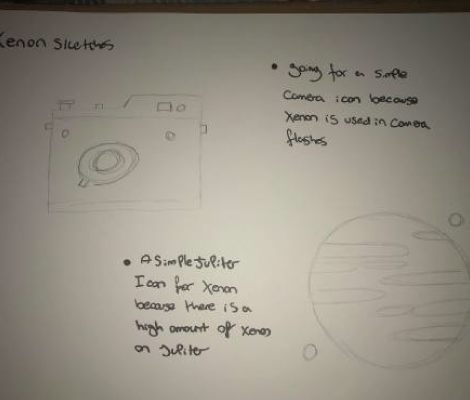 Xenon Sketches
• going for a simple
Camera icon because
Xenon is used in Camera
flashes
• A Simple Jupiter
Icon for Xenon
because there is a
high amount of Xenon
on Jupiter